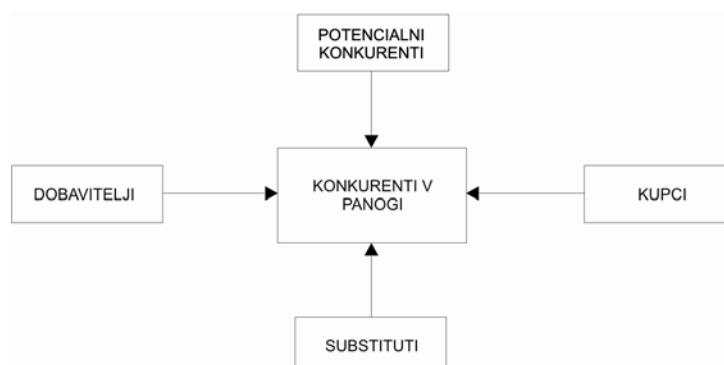 POTENCIALNI
KONKURENTI
DOBAVITELJI
KONKURENTI V
PANOGI
KUPCI
SUBSTITUTI